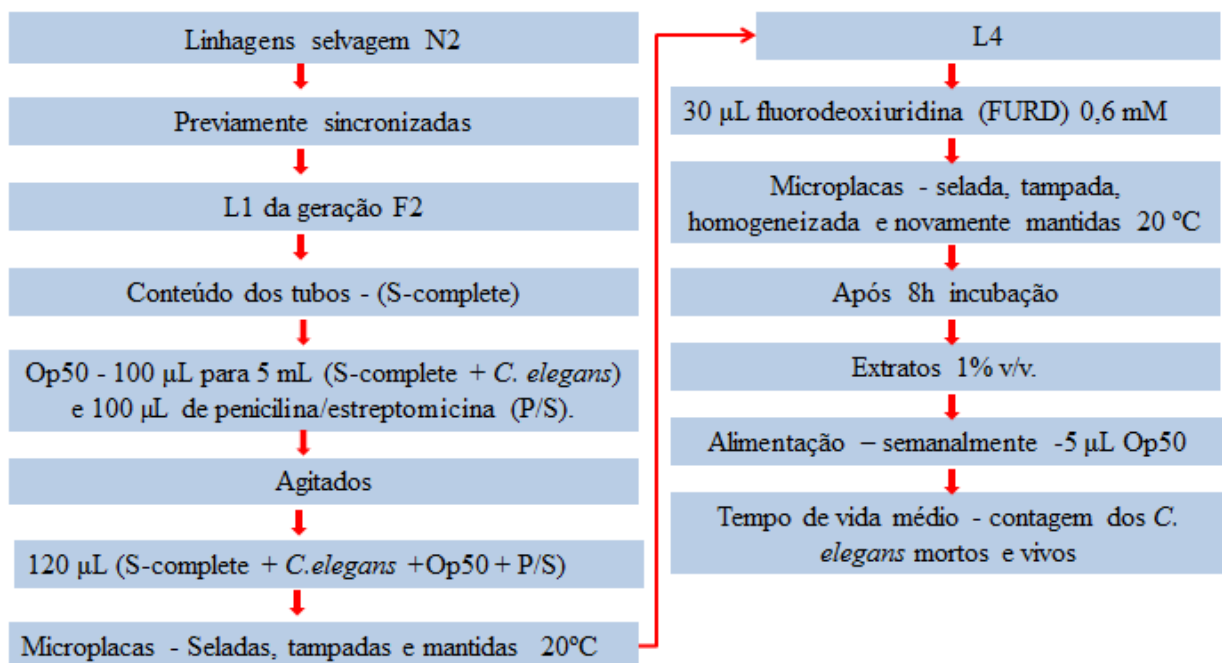 Linhagens selvagem N2
Previamente sincronizadas
L1 da geração F2
Conteúdo dos tubos - (S-complete)
Op50 - 100 µL para 5 mL (S-complete + C. elegans)
e 100 µL de penicilina/estreptomicina (P/S).
Agitados
120 µL (S-complete + C.elegans +Op50 + P/S)
Microplacas - Seladas, tampadas e mantidas 20ºC
L4
30 µL fluorodeoxiuridina (FURD) 0,6 mM
Microplacas - selada, tampada,
homogeneizada e novamente mantidas 20 ºC
Após 8h incubação
Extratos 1% v/v.
Alimentação – semanalmente -5 µL Op50
Tempo de vida médio - contagem dos C.
elegans mortos e vivos